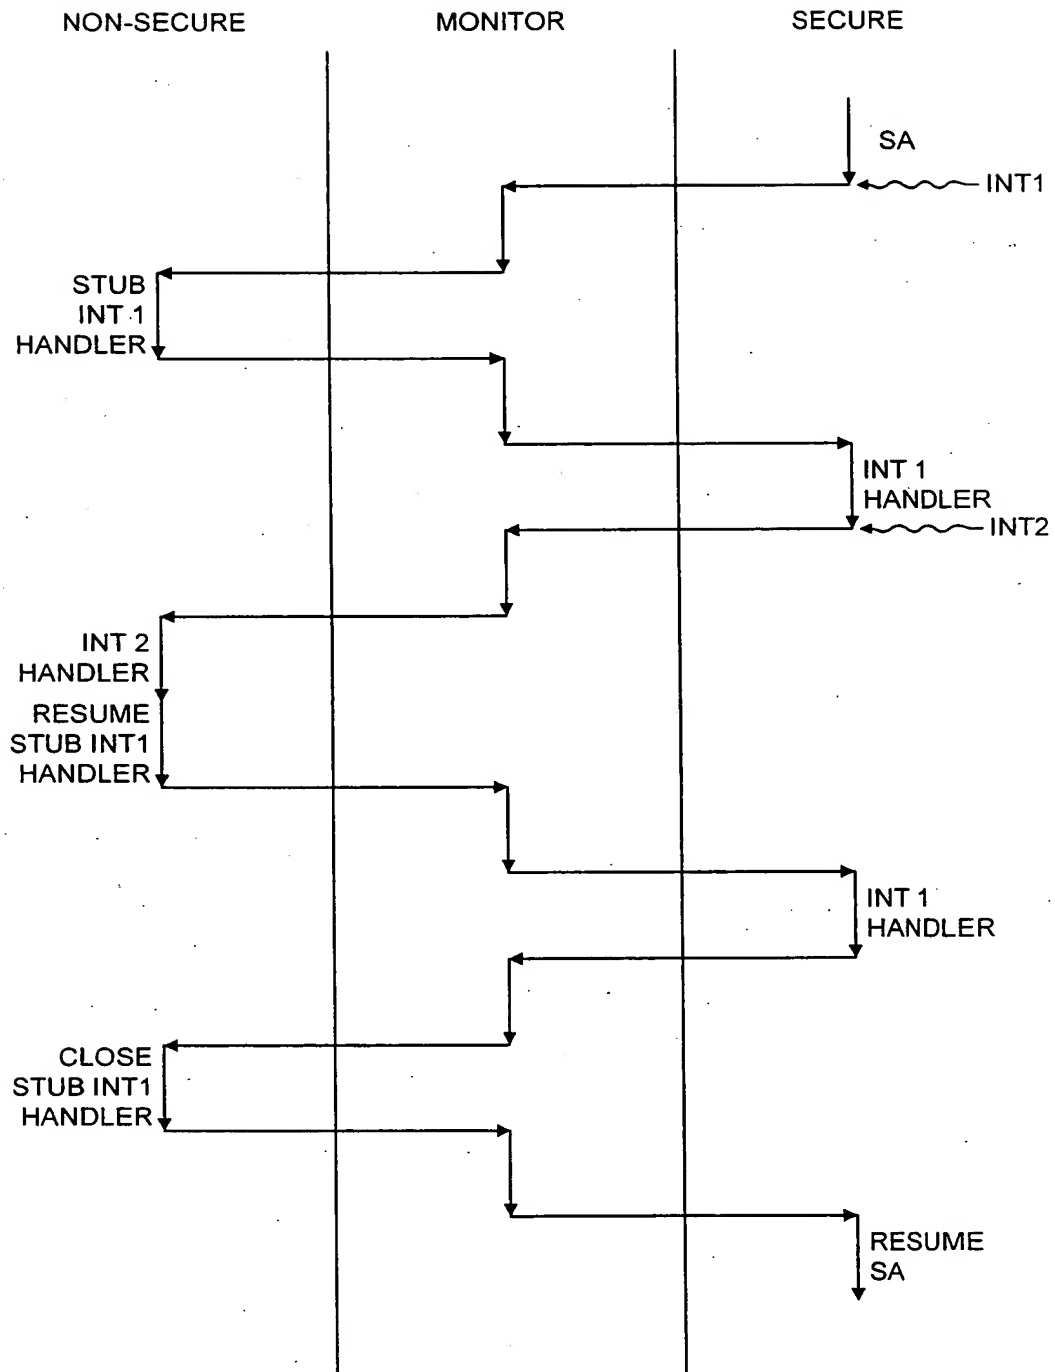 NON-SECURE
MONITOR
SECURE
SA
INT1
STUB
INT 1
HANDLER
INT 1
HANDLER
INT2
INT 2
HANDLER
RESUME
STUB INT1
HANDLER
INT 1
HANDLER
CLOSE
STUB INT1
HANDLER
RESUME
SA